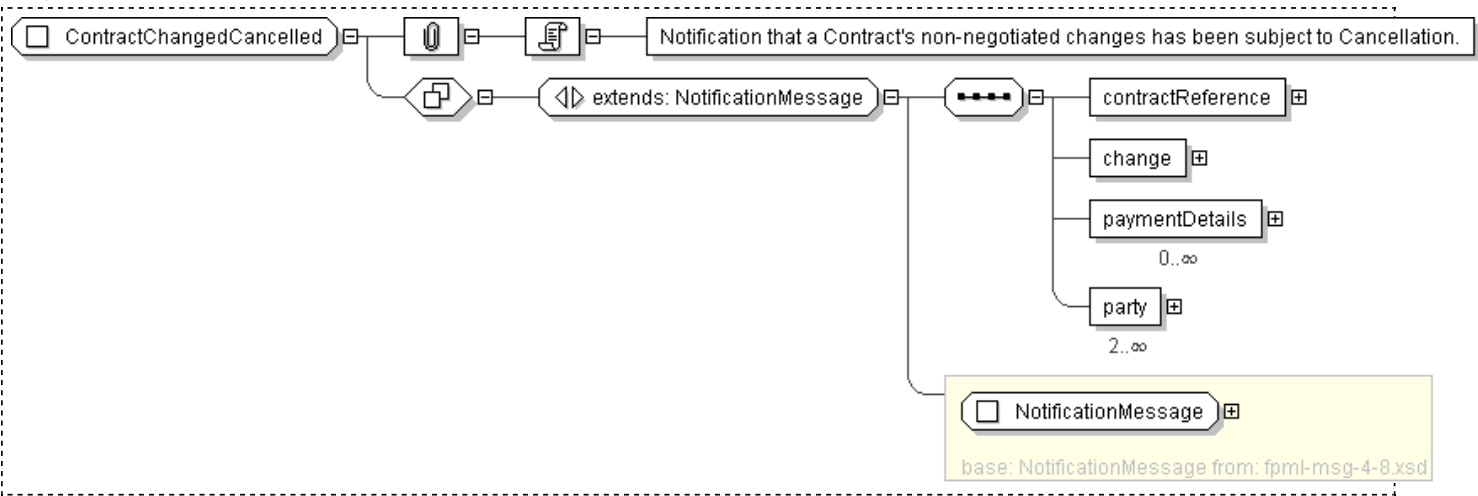 ContractChangedCancelled
Notification that a Contract's non-negotiated changes has been subject to Cancellation.
extends: NotificationMessage
contractReference
change
paymentDetails
0..∞
party
2..∞
NotificationMessage
base: NotificationMessage from: fpml-msg-4-8.xsd